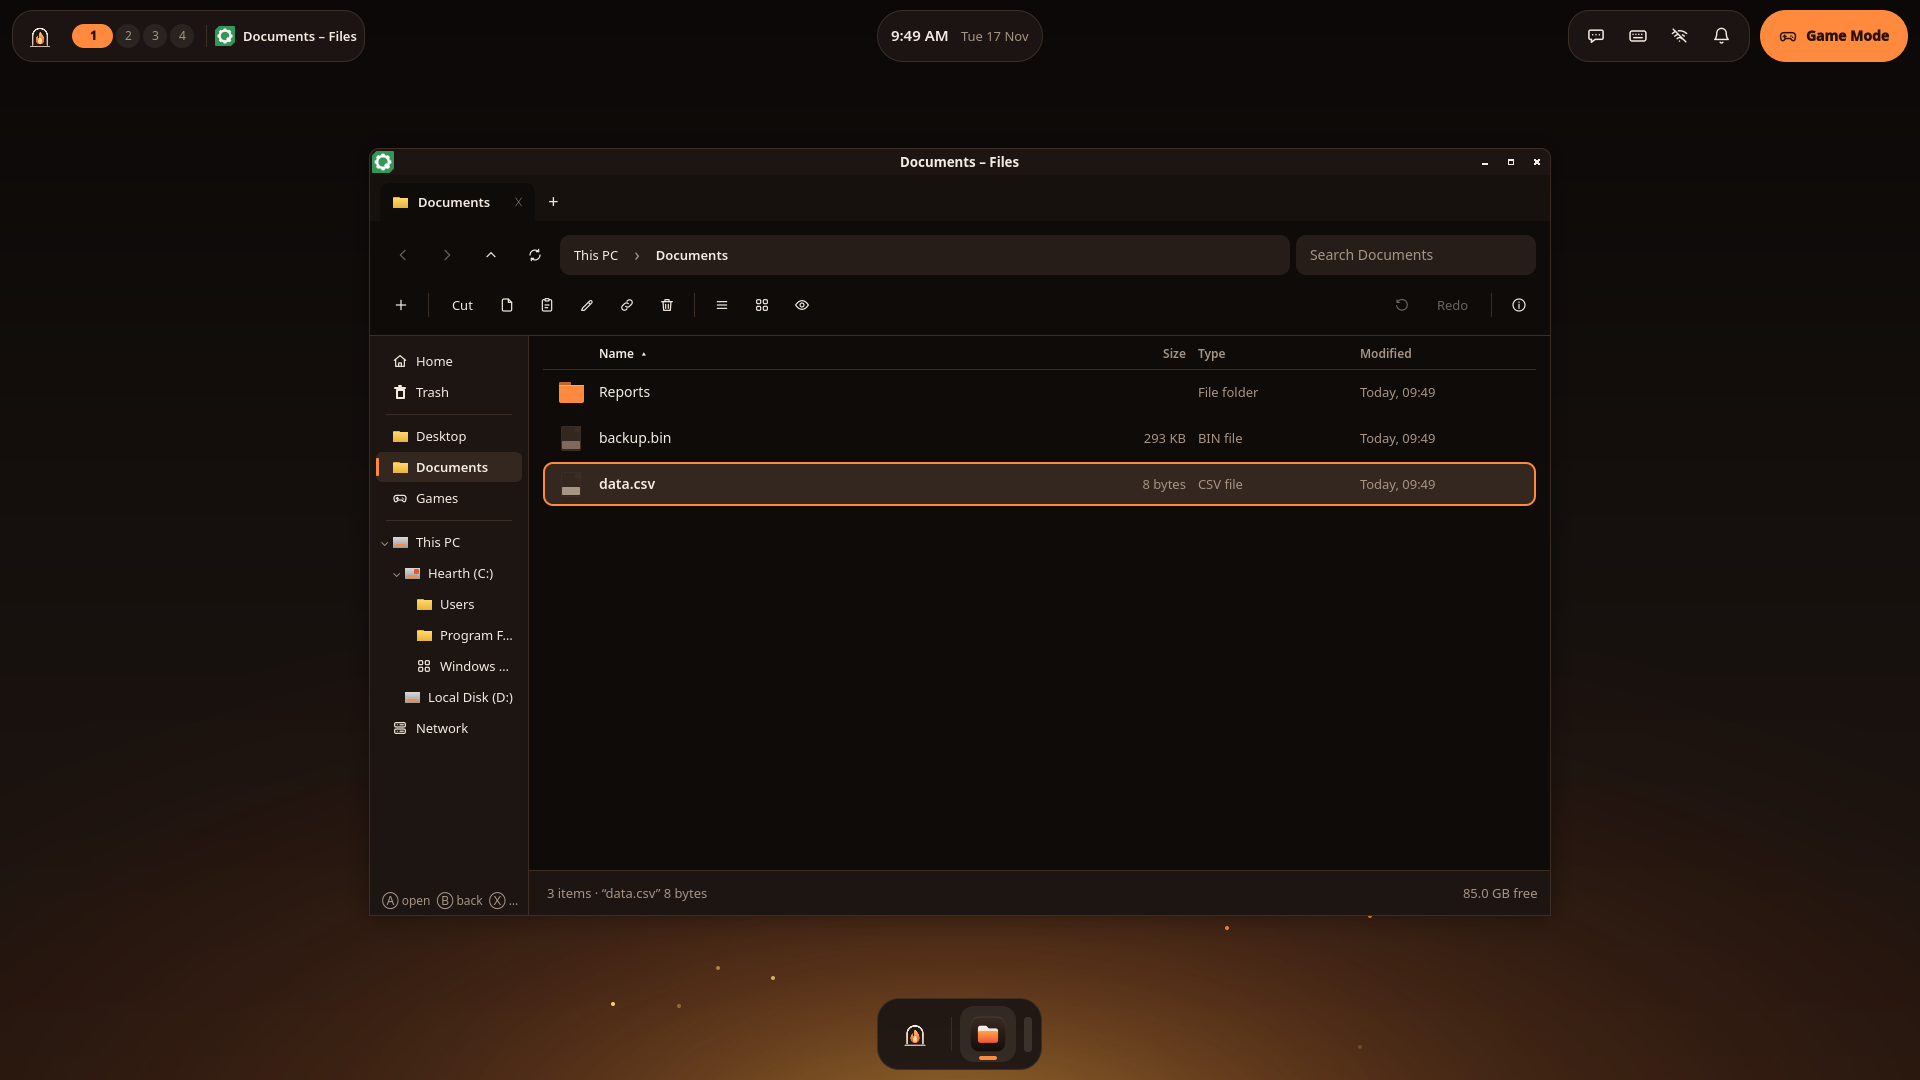 1 2 3 4 Documents – Files
9:49 AM Tue 17 Nov
Game Mode
Documents – Files
Documents X +
This PC › Documents
Search Documents
Cut
Redo
Home
Trash
Desktop
Documents
Games
This PC
Hearth (C:)
Users
Program F...
Windows ...
Local Disk (D:)
Network
A open B back X ...
Name Size Type Modified
Reports File folder Today, 09:49
backup.bin 293 KB BIN file Today, 09:49
data.csv 8 bytes CSV file Today, 09:49
3 items · “data.csv” 8 bytes
85.0 GB free